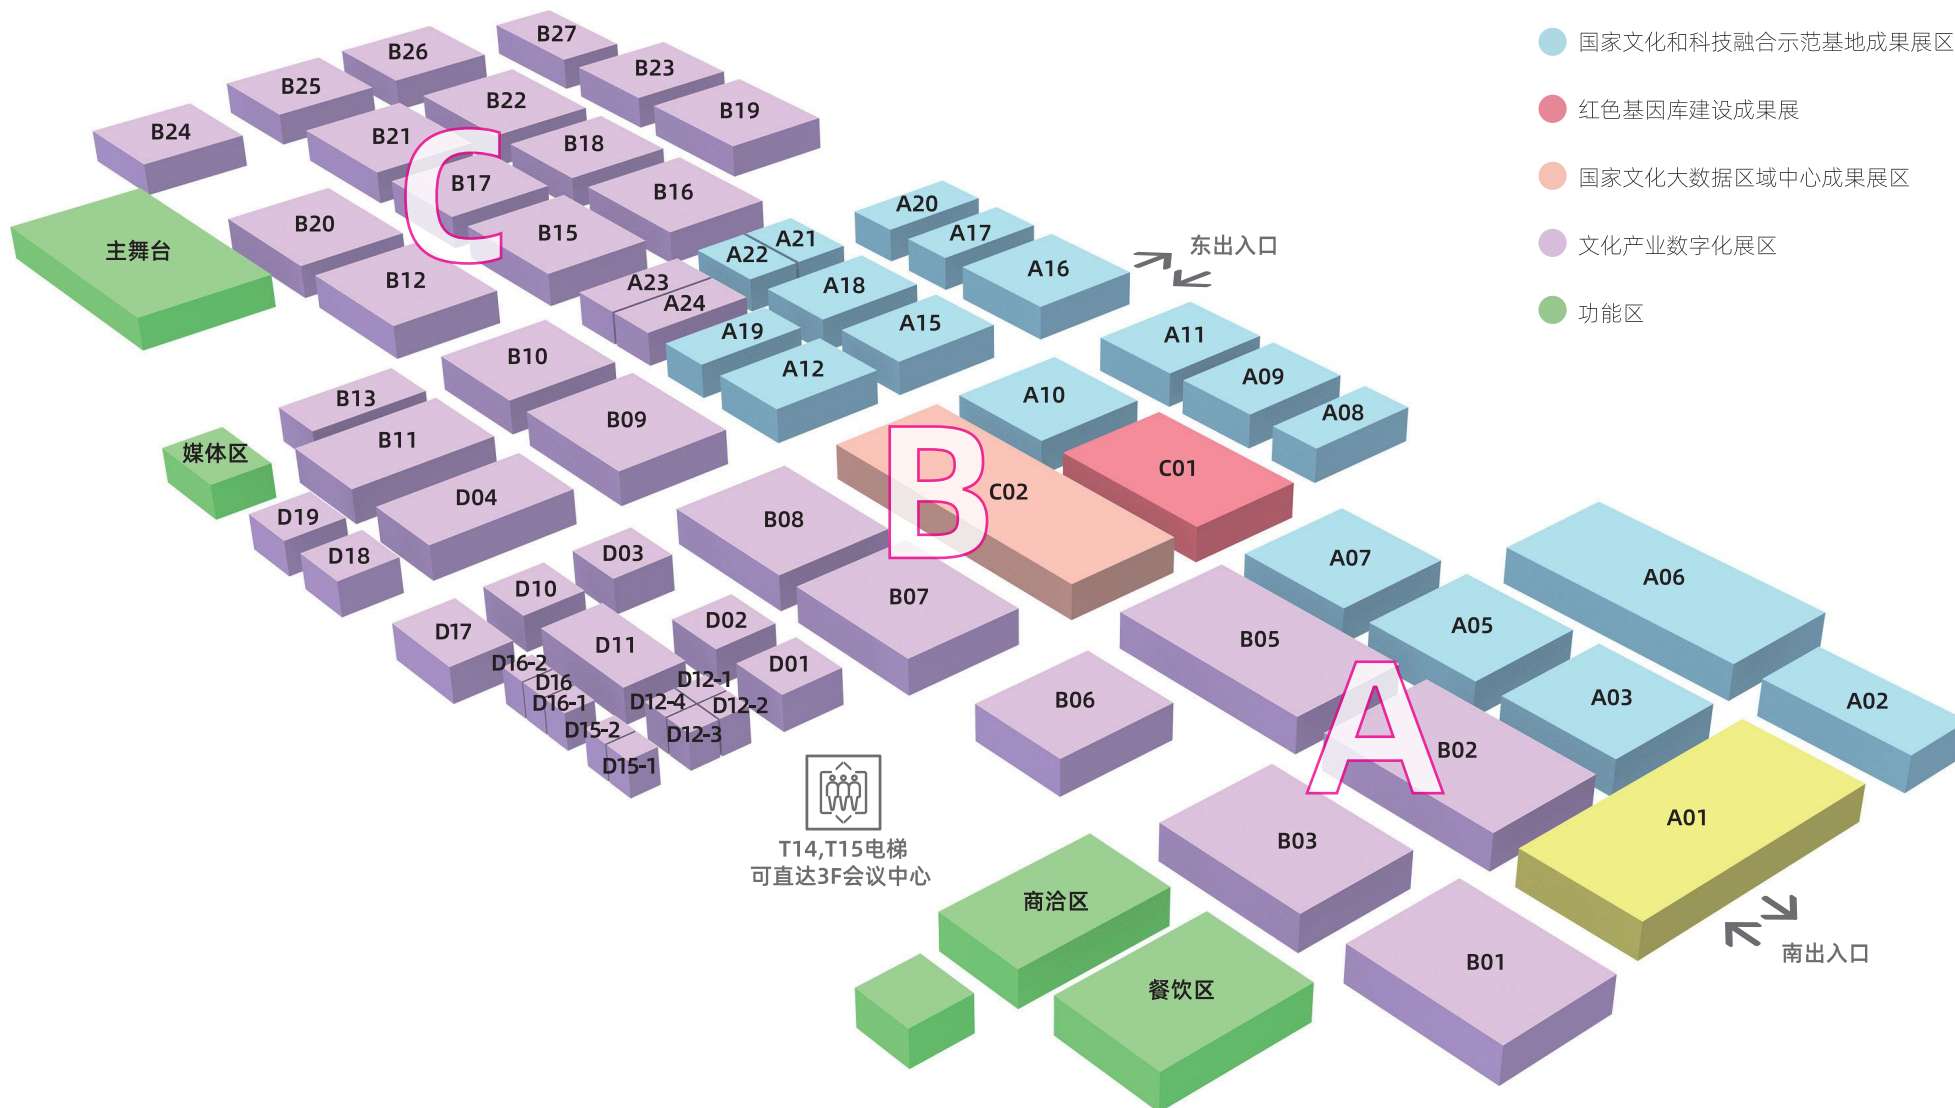 B27
B26
B23
B25
B22
B19
B24
B21
B18
B17
B16
B20
B15
B12
主舞台
C
A20
A17
A16
A21
A22
A18
A23
A24
A19
A15
A12
东出入口
A11
A09
A08
A10
B10
B09
B13
B11
媒体区
D04
D19
D18
C01
C02
B
B08
B07
D03
D10
D17
D11
D02
D01
D16-2
D16
D16-1
D12-1
D12-4
D12-2
D12-3
D15-2
D15-1
A07
A06
A05
A03
A02
B05
B06
A
B02
B03
A01
B01
T14,T15电梯
可直达3F会议中心
商洽区
餐饮区
南出入口
国家文化和科技融合示范基地成果展区
红色基因库建设成果展
国家文化大数据区域中心成果展区
文化产业数字化展区
功能区